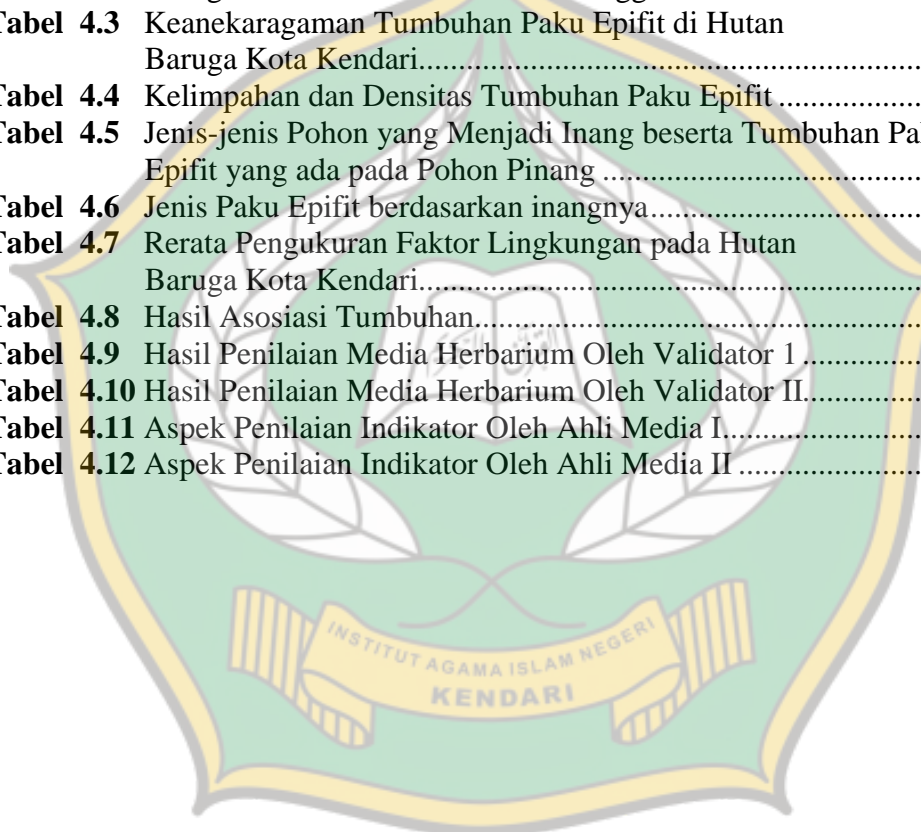 Tabel 4.3 Keanekaragaman Tumbuhan Paku Epifit di Hutan
Baruga Kota Kendari
Tabel 4.4 Kelimpahan dan Densitas Tumbuhan Paku Epifit
Tabel 4.5 Jenis-jenis Pohon yang Menjadi Inang beserta Tumbuhan Pa
Epifit yang ada pada Pohon Pinang
Tabel 4.6 Jenis Paku Epifit berdasarkan inangnya
Tabel 4.7 Rerata Pengukuran Faktor Lingkungan pada Hutan
Baruga Kota Kendari
Tabel 4.8 Hasil Asosiasi Tumbuhan
Tabel 4.9 Hasil Penilaian Media Herbarium Oleh Validator 1
Tabel 4.10 Hasil Penilaian Media Herbarium Oleh Validator II
Tabel 4.11 Aspek Penilaian Indikator Oleh Ahli Media I
Tabel 4.12 Aspek Penilaian Indikator Oleh Ahli Media II
INSTITUT AGAMA ISLAM NEGERI
KENDARI